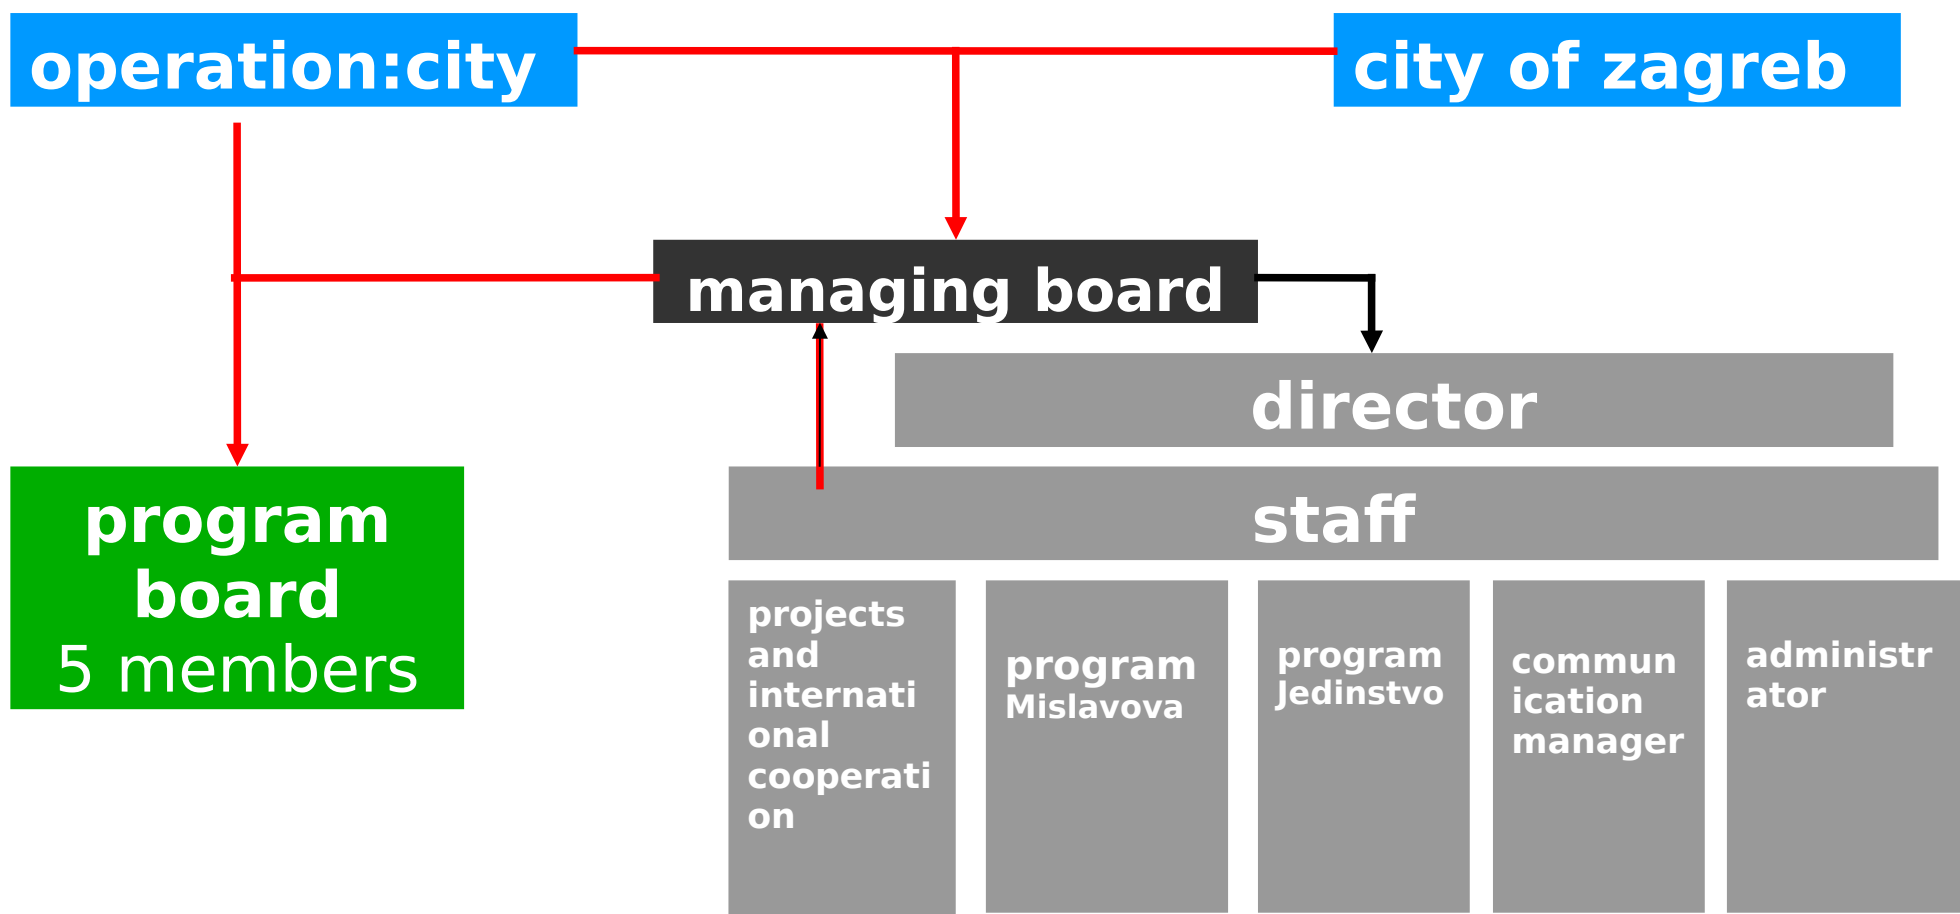 operation:city
city of zagreb
managing board
director
program
board
5 members
staff
projects
and
internati
onal
cooperati
on
program
Mislavova
program
Jedinstvo
commun
ication
manager
administr
ator